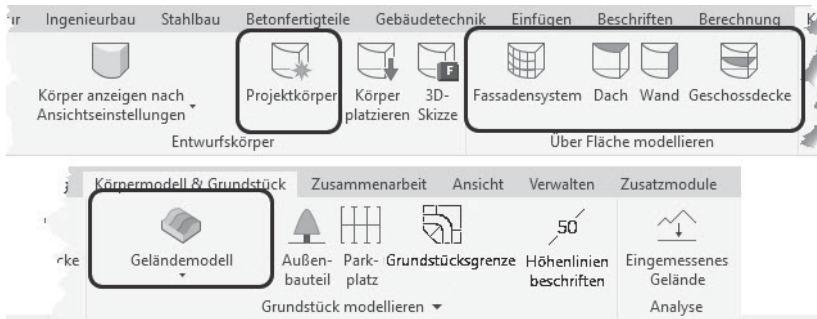 Ingenieurbau Stahlbau Betonfertigteile Gebäudetechnik Einfügen Beschriften Berechnung
Körper anzeigen nach Ansichtseinstellungen
Projektkörper
Körper platzieren
3D-Skizze
F
Fassadensystem Dach Wand Geschossdecke
Entwurfskörper Über Fläche modellieren
Körpermodell & Grundstück Zusammenarbeit Ansicht Verwalten Zusatzmodule
Geländemodell
Außen-
bauteil
Park-
platz
Grundstücksgrenze
50
Höhenlinien
beschriften
Eingemessenes
Gelände
Grundstück modellieren Analyse